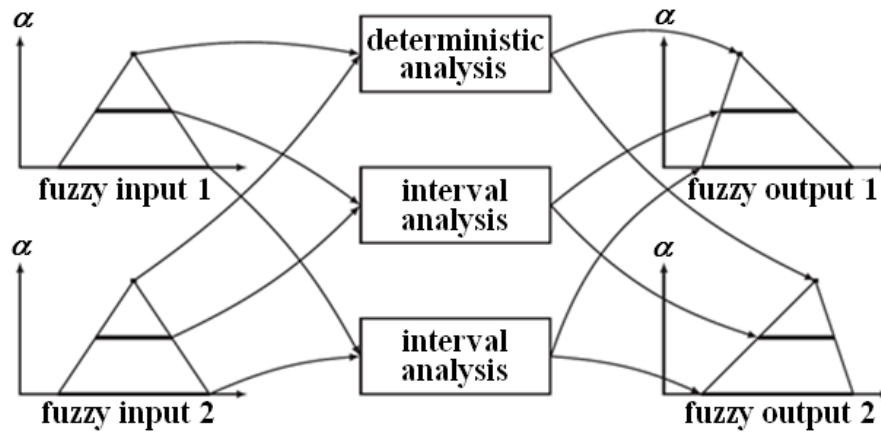 α
deterministic
analysis
α
fuzzy input 1
interval
analysis
fuzzy output 1
α
α
interval
analysis
fuzzy input 2
fuzzy output 2